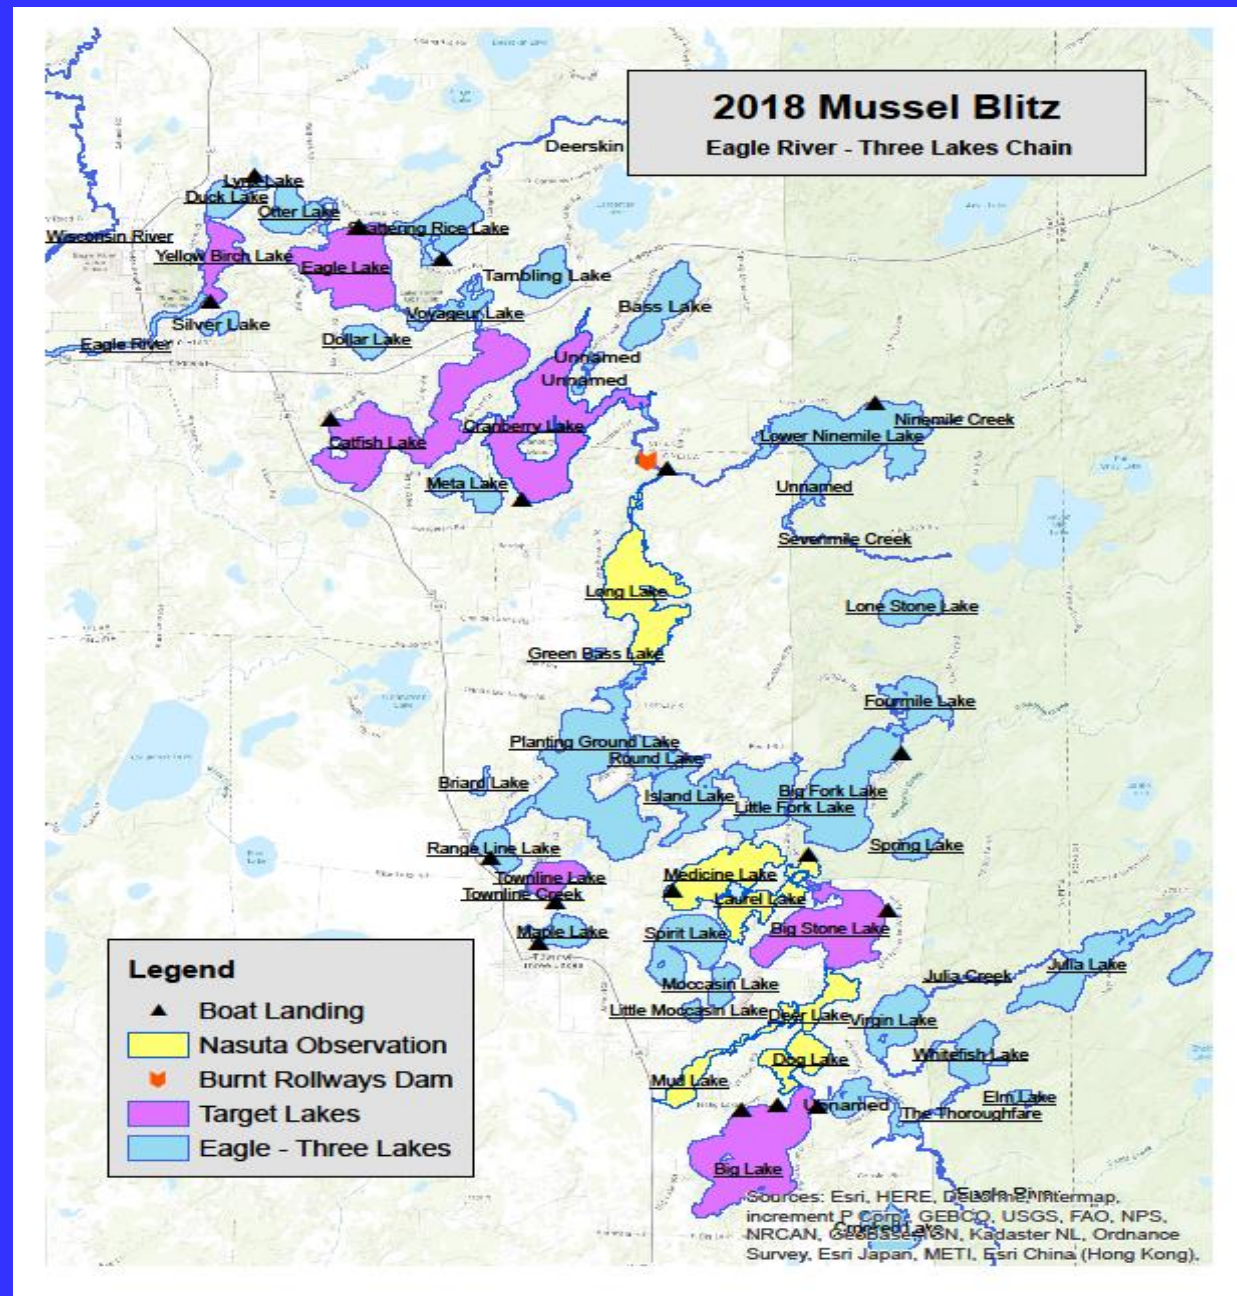 2018 Mussel Blitz
Eagle River - Three Lakes Chain
Deerskin
Lynx Lake
Duck Lake
Otter Lake
Scattering Rice Lake
Wisconsin River
Yellow Birch Lake
Eagle Lake
Tambling Lake
Bass Lake
Voyageur Lake
Silver Lake
Dollar Lake
Eagle River
Unnamed
Unnamed
Ninemile Creek
Cranberry Lake
Catfish Lake
Lower Ninemile Lake
Meta Lake
Unnamed
Sevenmile Creek
Long Lake
Lone Stone Lake
Green Bass Lake
Fourmile Lake
Planting Ground Lake
Round Lake
Briard Lake
Island Lake
Big Fork Lake
Little Fork Lake
Range Line Lake
Spring Lake
Townline Lake
Medicine Lake
Townline Creek
Laurel Lake
Maple Lake
Spirit Lake
Big Stone Lake
Julia Lake
Julia Creek
Moccasin Lake
Little Moccasin Lake
Deer Lake
Virgin Lake
Whitefish Lake
Dog Lake
Mud Lake
Elm Lake
Unnamed
The Thoroughfare
Big Lake
Eagle River
Legend
Boat Landing
Nasuta Observation
Burnt Rollways Dam
Target Lakes
Eagle - Three Lakes
Sources: Esri, HERE, DeLorme, Intermap,
increment P Corp., GEBCO, USGS, FAO, NPS,
NRCAN, GeoBase, IGN, Kadaster NL, Ordnance
Survey, Esri Japan, METI, Esri China (Hong Kong),